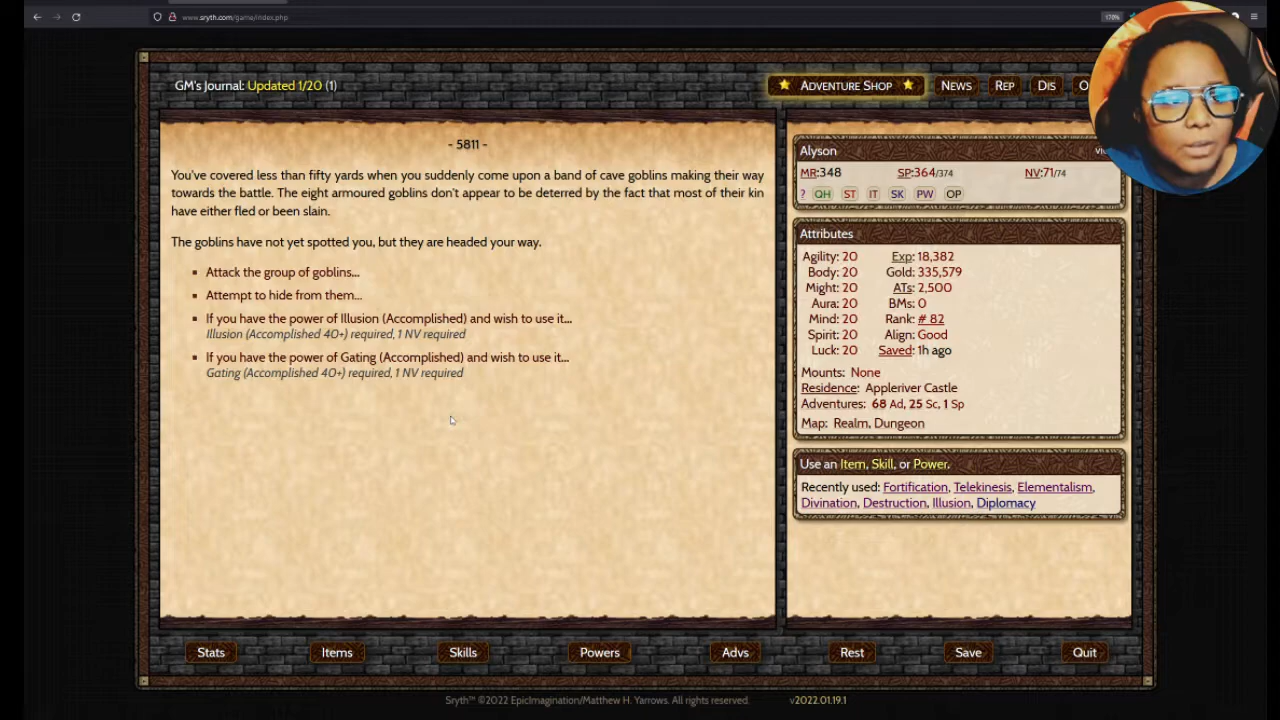 www.sryth.com/game/index.php
170%
GM's Journal: Updated 1/20 (1)
ADVENTURE SHOP
NEWS
REP
DIS
- 5811 -
You've covered less than fifty yards when you suddenly come upon a band of cave goblins making their way
towards the battle. The eight armoured goblins don't appear to be deterred by the fact that most of their kin
have either fled or been slain.
The goblins have not yet spotted you, but they are headed your way.
Attack the group of goblins...
Attempt to hide from them...
If you have the power of Illusion (Accomplished) and wish to use it...
Illusion (Accomplished 40+) required, 1 NV required
If you have the power of Gating (Accomplished) and wish to use it...
Gating (Accomplished 40+) required, 1 NV required
Alyson
MR:348 SP:364/374 NV:71/74
? QH ST IT SK PW OP
Attributes
Agility: 20 Exp: 18,382
Body: 20 Gold: 335,579
Might: 20 ATs: 2,500
Aura: 20 BMs: 0
Mind: 20 Rank: # 82
Spirit: 20 Align: Good
Luck: 20 Saved: 1h ago
Mounts: None
Residence: Appleriver Castle
Adventures: 68 Ad, 25 Sc, 1 Sp
Map: Realm, Dungeon
Use an Item, Skill, or Power.
Recently used: Fortification, Telekinesis, Elementalism,
Divination, Destruction, Illusion, Diplomacy
Stats Items Skills Powers Advs Rest Save Quit
Sryth™ ©2022 EpicImagination/Matthew H. Yarrows. All rights reserved. v2022.01.19.1